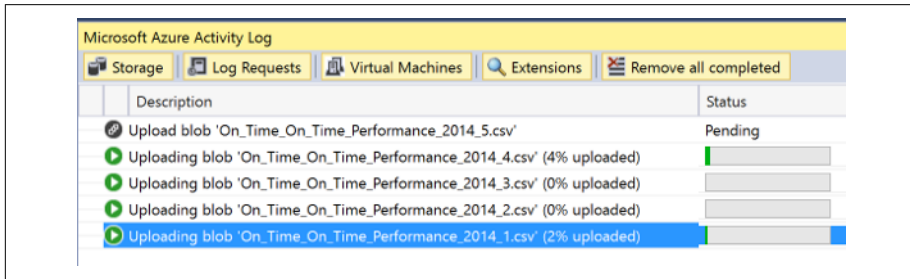 Microsoft Azure Activity Log
Storage Log Requests Virtual Machines Extensions Remove all completed
Description Status
Upload blob 'On_Time_On_Time_Performance_2014_5.csv' Pending
Uploading blob 'On_Time_On_Time_Performance_2014_4.csv' (4% uploaded)
Uploading blob 'On_Time_On_Time_Performance_2014_3.csv' (0% uploaded)
Uploading blob 'On_Time_On_Time_Performance_2014_2.csv' (0% uploaded)
Uploading blob 'On_Time_On_Time_Performance_2014_1.csv' (2% uploaded)